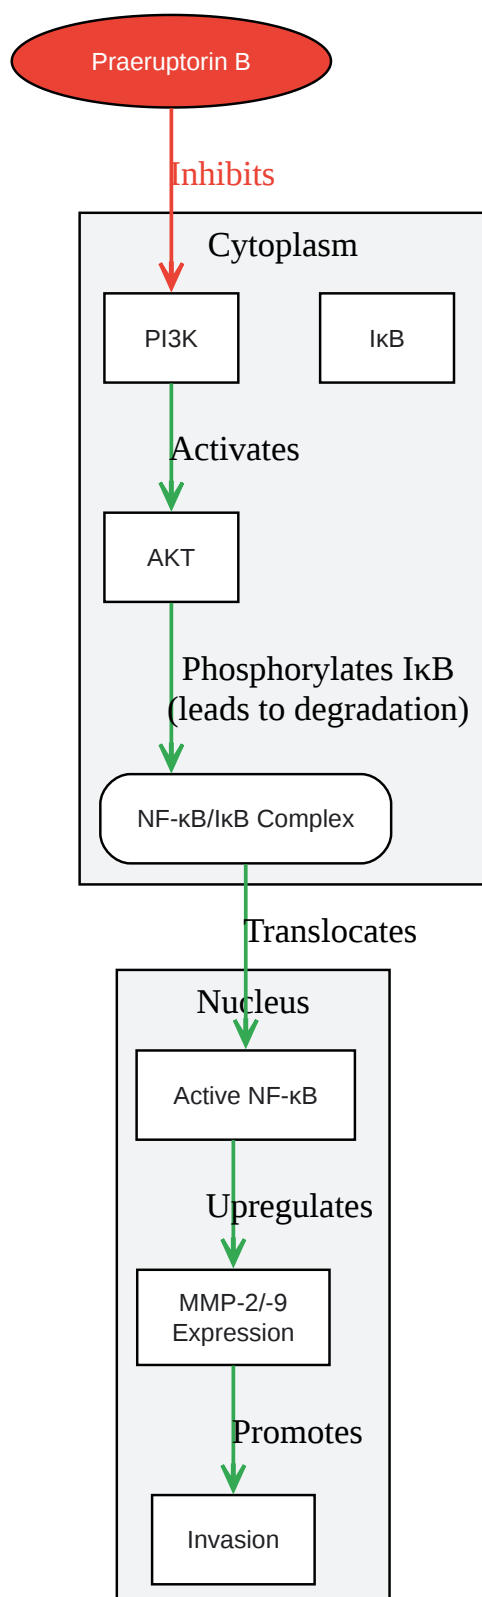 Praeruptorin B
Inhibits
Cytoplasm
PI3K
IκB
Activates
AKT
Phosphorylates IκB
(leads to degradation)
NF-κB/IκB Complex
Translocates
Nucleus
Active NF-κB
Upregulates
MMP-2/-9
Expression
Promotes
Invasion